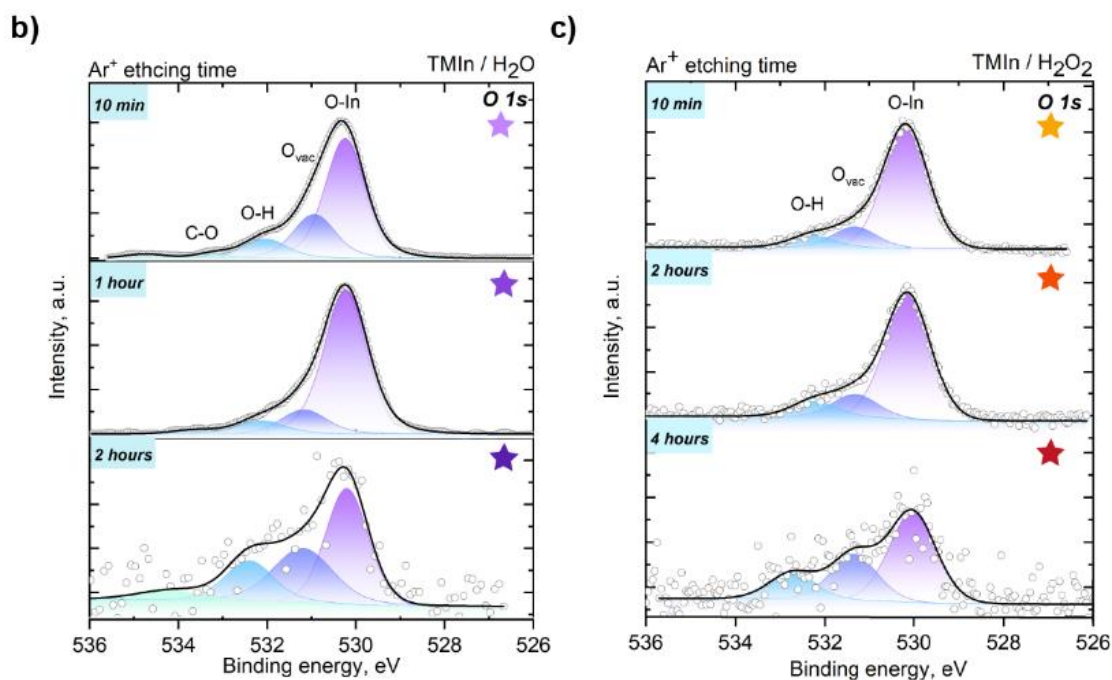 b)
Ar⁺ ethcing time
TMIn / H₂O
10 min
O 1s
O-In
Oᵥₐc
O-H
C-O
1 hour
2 hours
Intensity, a.u.
536 534 532 530 528 526
Binding energy, eV
c)
Ar⁺ etching time
TMIn / H₂O₂
10 min
O 1s
O-In
Oᵥₐc
O-H
2 hours
4 hours
Intensity, a.u.
536 534 532 530 528 526
Binding energy, eV